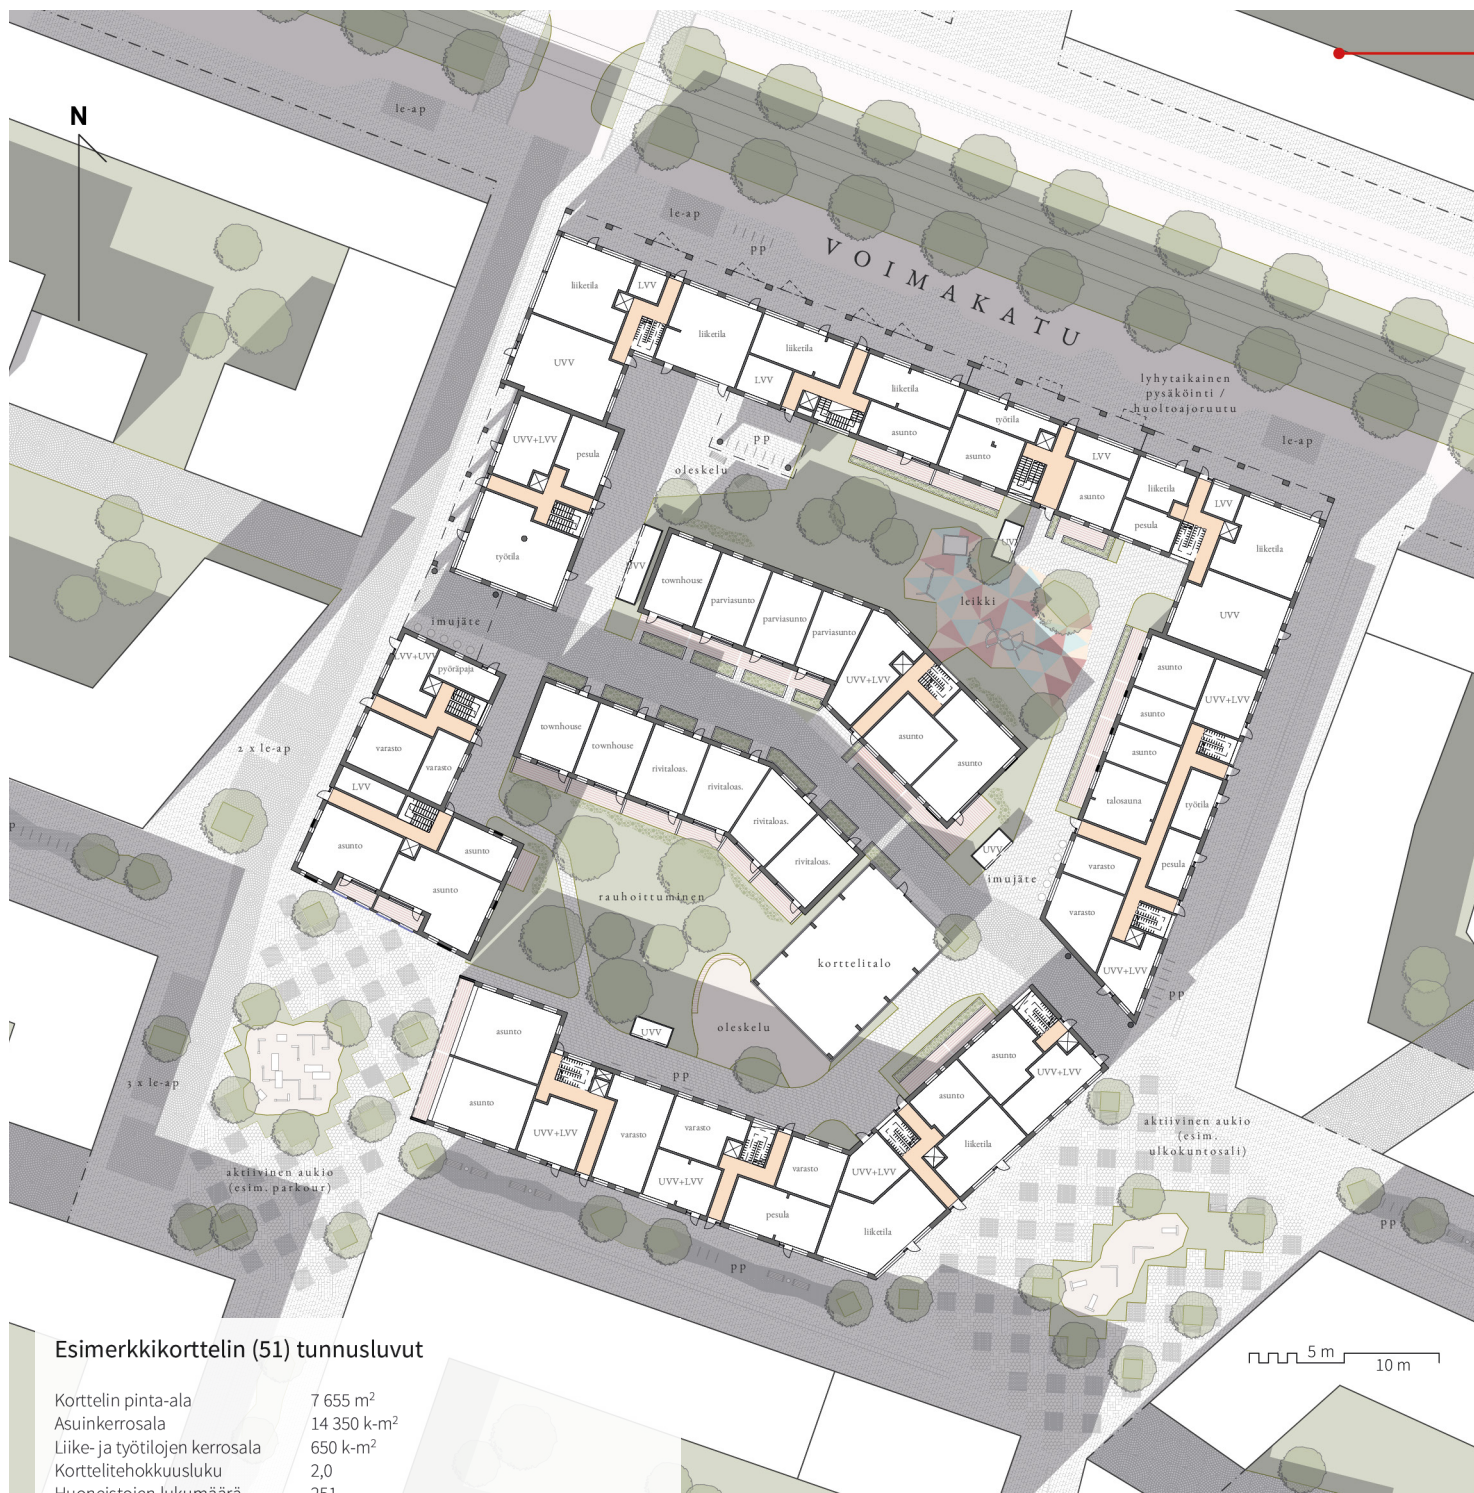 N
le-ap
le-ap
pp
VOIMAKATU
lyhytaikainen
pysäköinti /
huoltoajoruutu
le-ap
liiketila
LVV
UVV
liiketila
liiketila
LVV
liiketila
asunto
työtila
asunto
LVV
asunto
liiketila
pesula
LVV
liiketila
UVV
UVV+LVV
pesula
työtila
pp
oleskelu
UVV
UVV
leikki
townhouse
parviasunto
parviasunto
parviasunto
UVV+LVV
asunto
asunto
imujäte
LVV+UVV
pyöräpaja
varasto
varasto
LVV
asunto
asunto
asunto
2 x le-ap
townhouse
townhouse
rivitaloas.
rivitaloas.
rivitaloas.
rivitaloas.
asunto
UVV+LVV
asunto
asunto
talosauna
työtila
pesula
varasto
varasto
UVV+LVV
UVV
imujäte
pp
rauhoittuminen
korttelitalo
oleskelu
UVV
pp
asunto
asunto
UVV+LVV
varasto
varasto
UVV+LVV
varasto
pesula
UVV+LVV
liiketila
asunto
asunto
UVV+LVV
liiketila
3 x le-ap
aktiivinen aukio
(esim. parkour)
aktiivinen aukio
(esim.
ulkokuntosali)
pp
pp
5 m
10 m
Esimerkkikorttelin (51) tunnusluvut
Korttelin pinta-ala 7 655 m²
Asuinkerrosala 14 350 k-m²
Liike- ja työtilojen kerrosala 650 k-m²
Korttelitehokkuusluku 2,0
Huoneistojen lukumäärä 251